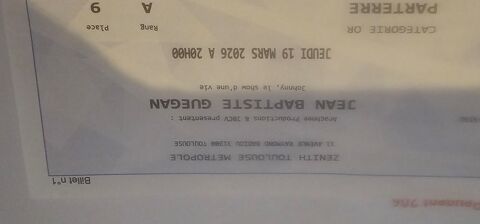 Billet n°1
ZENITH TOULOUSE METROPOLE
11 AVENUE RAYMOND BADIOU 31300 TOULOUSE
Arachnee Productions & JBCV présentent :
JEAN BAPTISTE GUEGAN
Johnny, le show d'une vie
JEUDI 19 MARS 2026 A 20H00
CATEGORIE OR
PARTERRE
Rang
A
Place
9